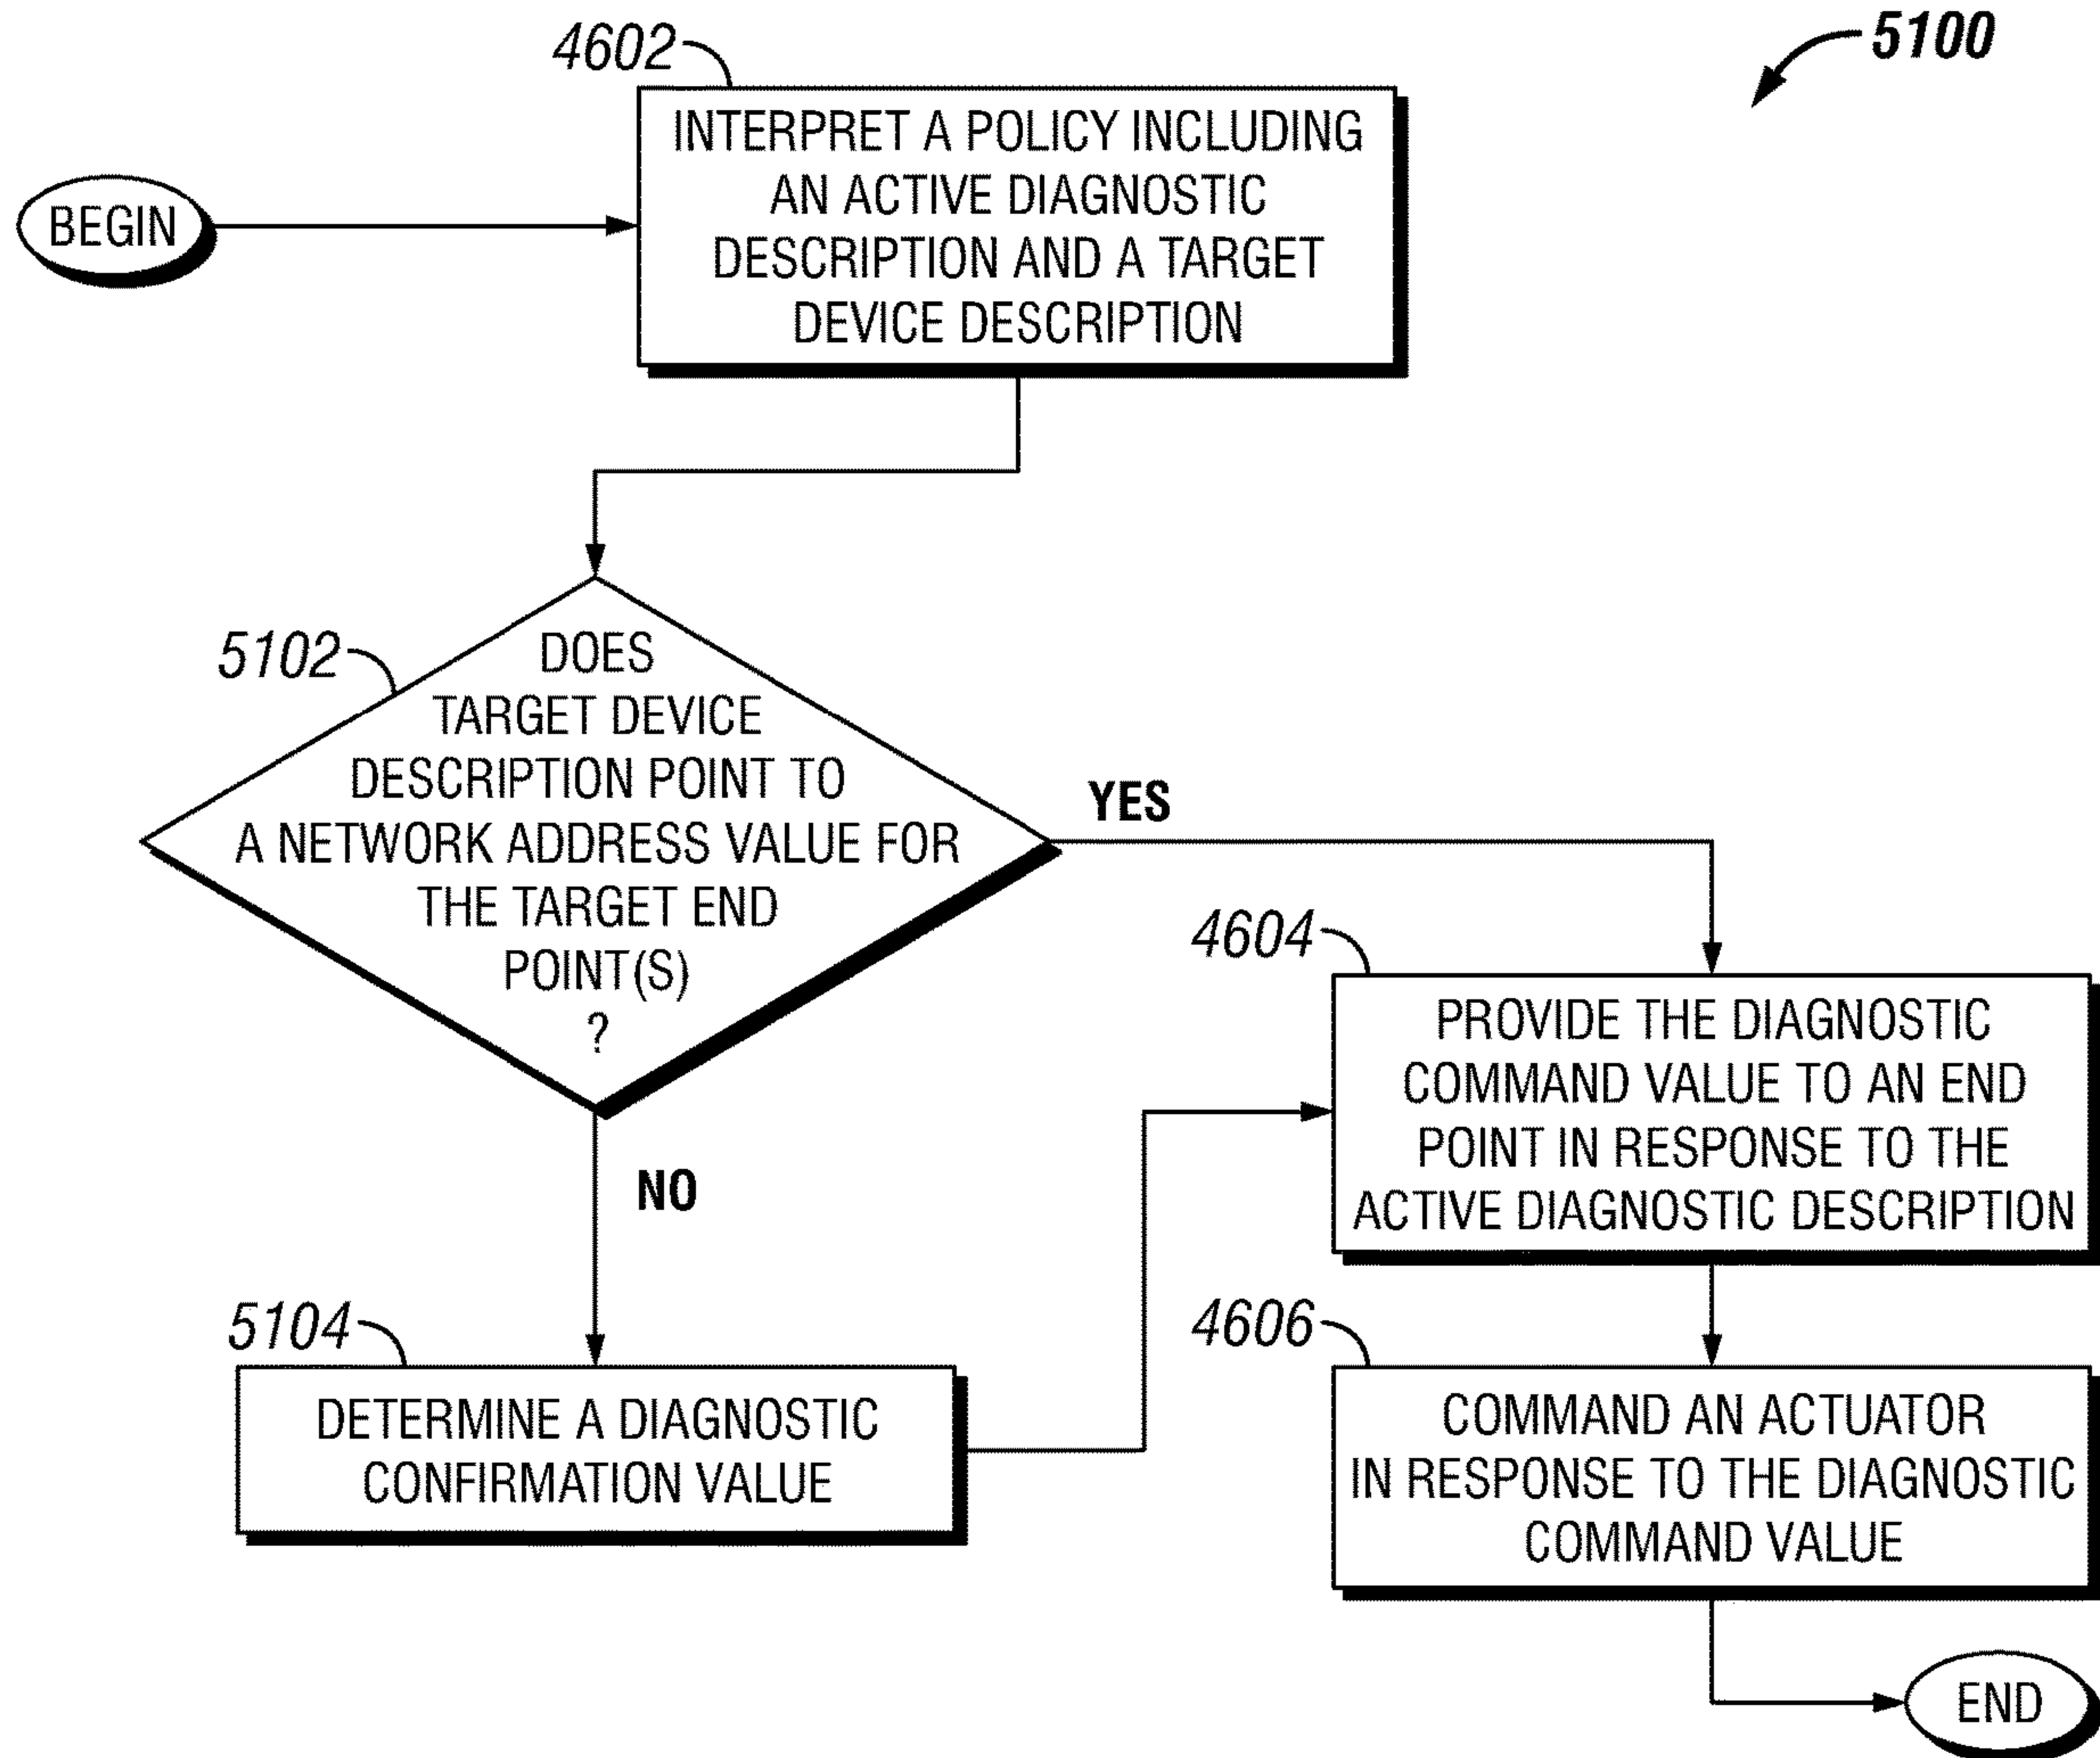 5100
4602
INTERPRET A POLICY INCLUDING
AN ACTIVE DIAGNOSTIC
DESCRIPTION AND A TARGET
DEVICE DESCRIPTION
BEGIN
5102
DOES
TARGET DEVICE
DESCRIPTION POINT TO
A NETWORK ADDRESS VALUE FOR
THE TARGET END
POINT(S)
?
YES
NO
4604
PROVIDE THE DIAGNOSTIC
COMMAND VALUE TO AN END
POINT IN RESPONSE TO THE
ACTIVE DIAGNOSTIC DESCRIPTION
5104
DETERMINE A DIAGNOSTIC
CONFIRMATION VALUE
4606
COMMAND AN ACTUATOR
IN RESPONSE TO THE DIAGNOSTIC
COMMAND VALUE
END